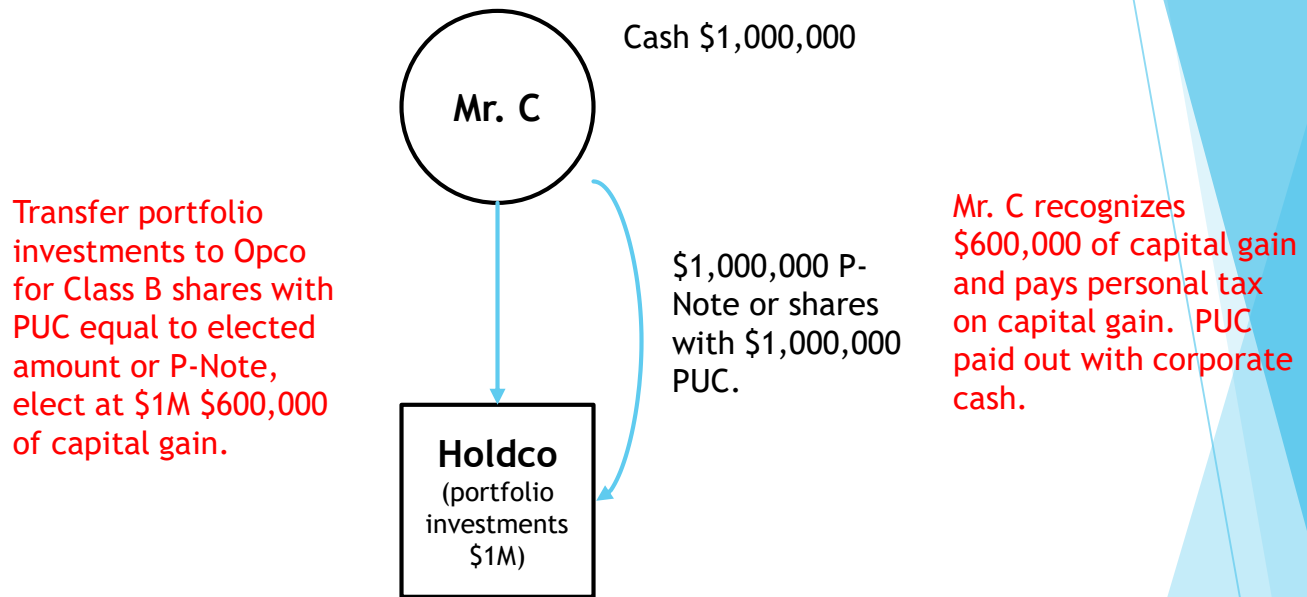 Cash $1,000,000
Mr. C
Transfer portfolio
investments to Opco
for Class B shares with
PUC equal to elected
amount or P-Note,
elect at $1M $600,000
of capital gain.
$1,000,000 P-
Note or shares
with $1,000,000
PUC.
Mr. C recognizes
$600,000 of capital gain
and pays personal tax
on capital gain. PUC
paid out with corporate
cash.
Holdco
(portfolio
investments
$1M)